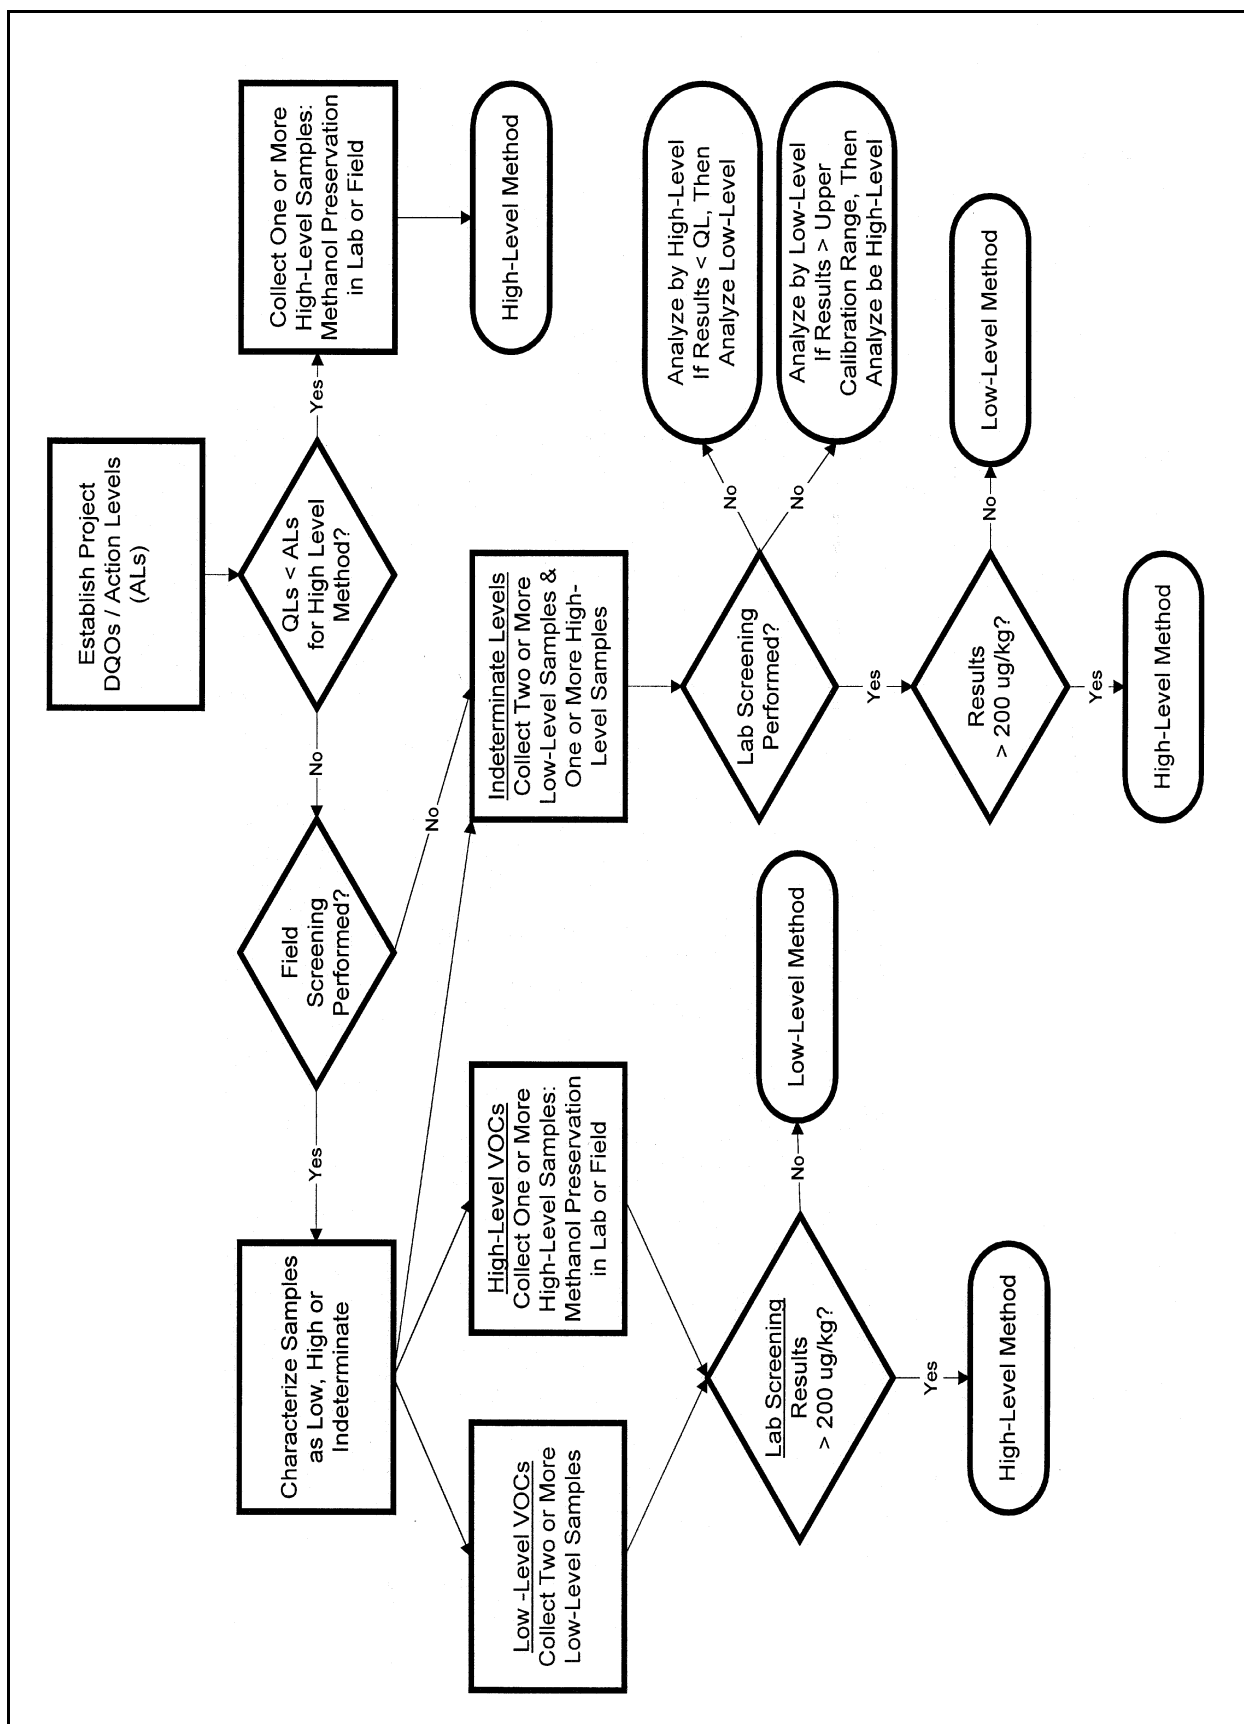 Establish Project
DQOs / Action Levels
(ALs)
QLs < ALs
for High Level
Method?
Yes
Collect One or More
High-Level Samples:
Methanol Preservation
in Lab or Field
High-Level Method
No
Field
Screening
Performed?
Yes
No
Characterize Samples
as Low, High or
Indeterminate
Low -Level VOCs
Collect Two or More
Low-Level Samples
High-Level VOCs
Collect One or More
High-Level Samples:
Methanol Preservation
in Lab or Field
Indeterminate Levels
Collect Two or More
Low-Level Samples &
One or More High-
Level Samples
Lab Screening
Results
> 200 ug/kg?
No
Low-Level Method
Yes
High-Level Method
Lab Screening
Performed?
No
Analyze by High-Level
If Results < QL, Then
Analyze Low-Level
No
Analyze by Low-Level
If Results > Upper
Calibration Range, Then
Analyze be High-Level
Yes
Results
> 200 ug/kg?
No
Low-Level Method
Yes
High-Level Method